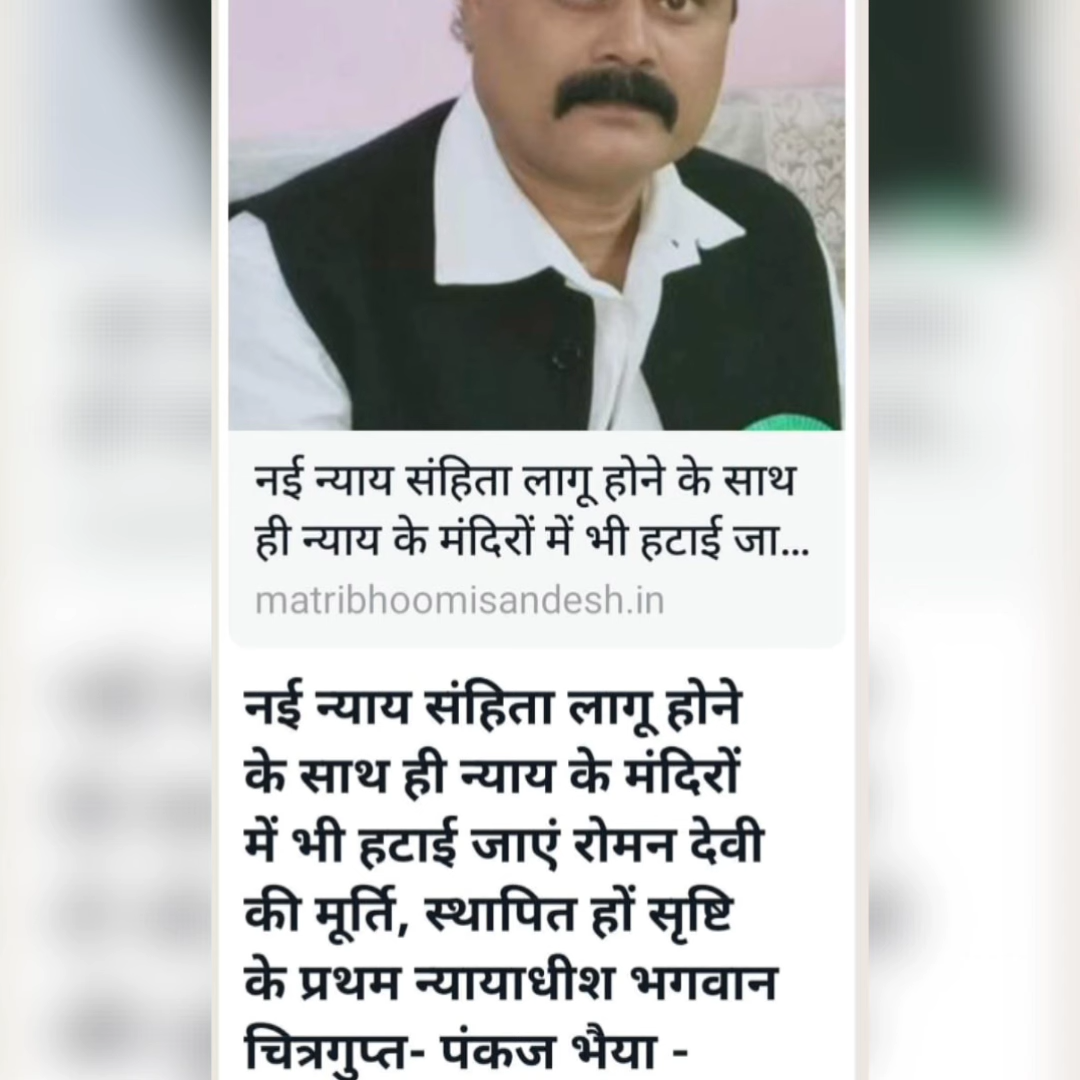 नई न्याय संहिता लागू होने के साथ
ही न्याय के मंदिरों में भी हटाई जा...
matribhoomisandesh.in
नई न्याय संहिता लागू होने
के साथ ही न्याय के मंदिरों
में भी हटाई जाएं रोमन देवी
की मूर्ति, स्थापित हों सृष्टि
के प्रथम न्यायाधीश भगवान
चित्रगुप्त- पंकज भैया -